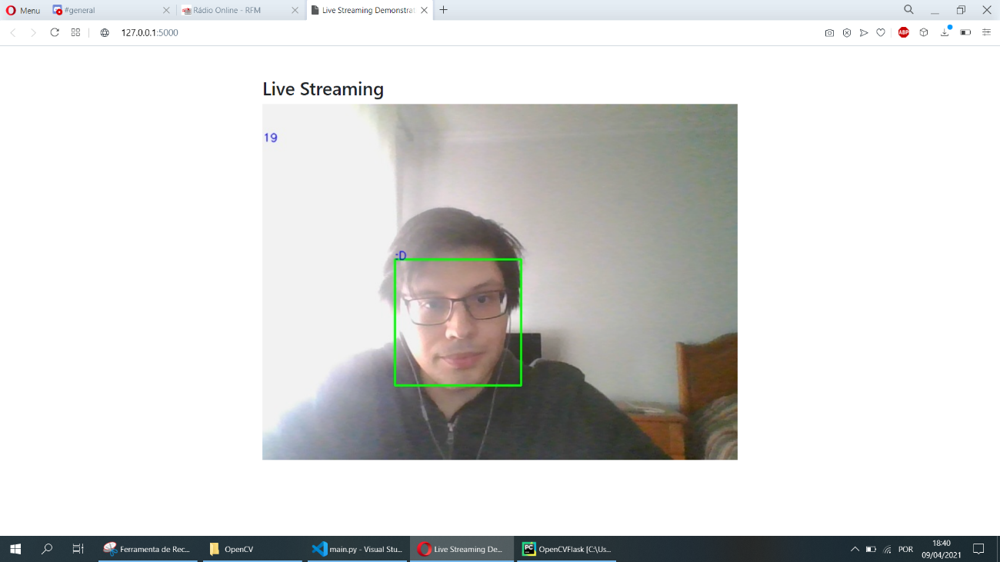 Menu
#general
Rádio Online - RFM
Live Streaming Demonstrat
127.0.0.1:5000
ABP
Live Streaming
19
:D
Ferramenta de Rec...
OpenCV
main.py - Visual Stu...
Live Streaming De...
PC
OpenCVFlask [C:\Us...
POR
18:40
09/04/2021